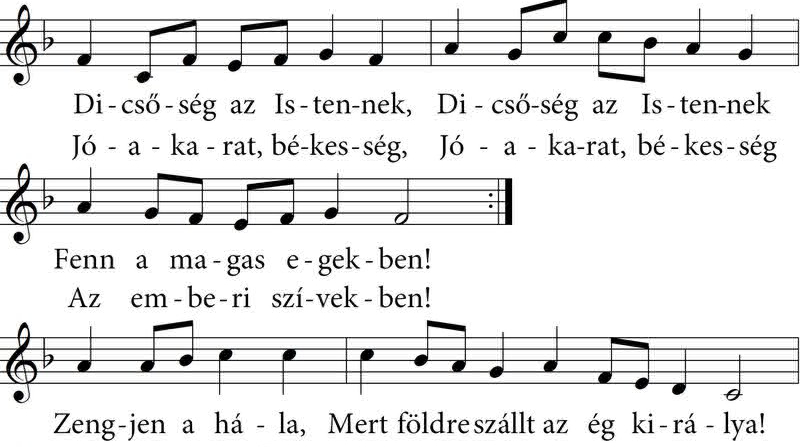 Di - cső - ség az Is - ten - nek, Di - cső - ség az Is - ten - nek
Jó - a - ka - rat, bé - kes - ség, Jó - a - ka - rat, bé - kes - ség
Fenn a ma - gas e - gek - ben!
Az em - be - ri szí - vek - ben!
Zeng - jen a há - la, Mert földre szállt az ég ki - rá - lya!